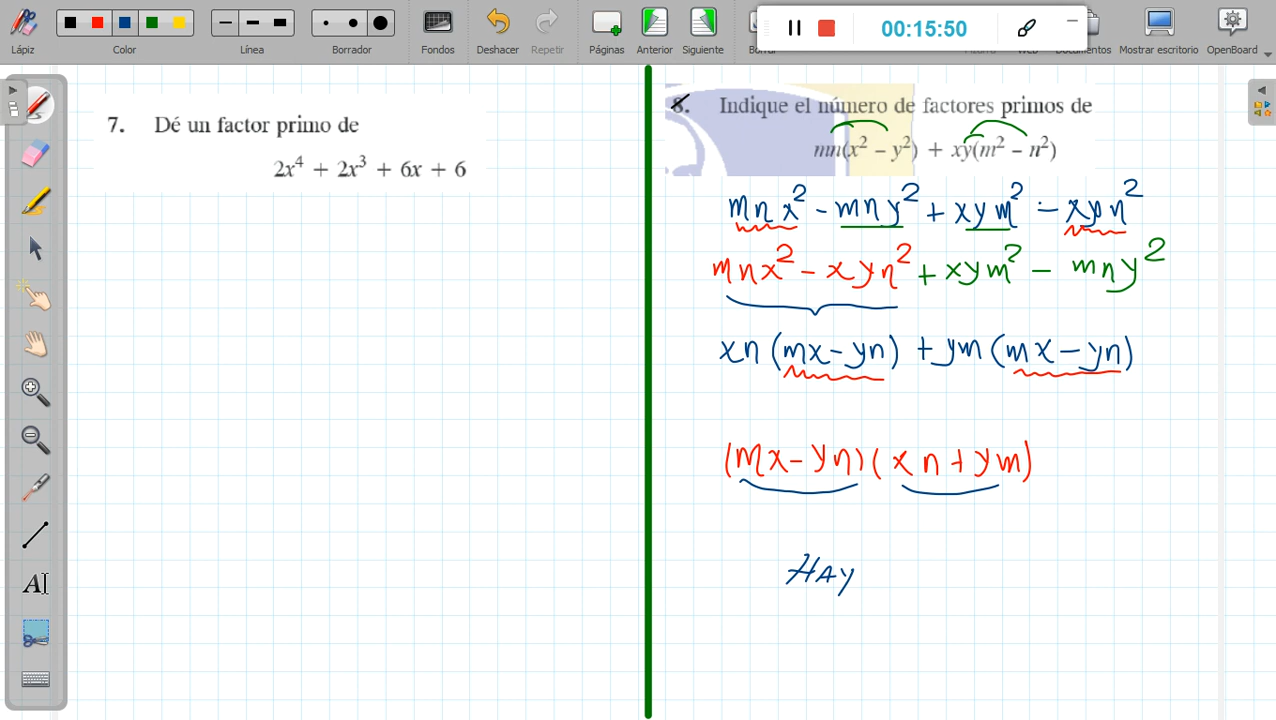 Lápiz Color Línea Borrador Fondos Deshacer Repetir Páginas Anterior Siguiente Borrar Documentos Mostrar escritorio OpenBoard
00:15:50
7. Dé un factor primo de
2x⁴ + 2x³ + 6x + 6
8. Indique el número de factores primos de
mn(x² – y²) + xy(m² – n²)
mnx² - mny² + xym² - xyn²
mnx² - xyn² + xym² - mny²
xn (mx - yn) + ym (mx - yn)
(mx - yn)(xn + ym)
HAY